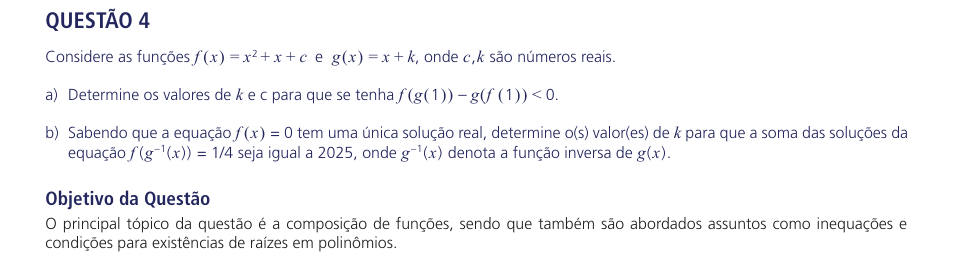 QUESTÃO 4
Considere as funções f(x) = x² + x + c e g(x) = x + k, onde c,k são números reais.
a) Determine os valores de k e c para que se tenha f(g(1)) – g(f(1)) < 0.
b) Sabendo que a equação f(x) = 0 tem uma única solução real, determine o(s) valor(es) de k para que a soma das soluções da
equação f(g⁻¹(x)) = 1/4 seja igual a 2025, onde g⁻¹(x) denota a função inversa de g(x).
Objetivo da Questão
O principal tópico da questão é a composição de funções, sendo que também são abordados assuntos como inequações e
condições para existências de raízes em polinômios.